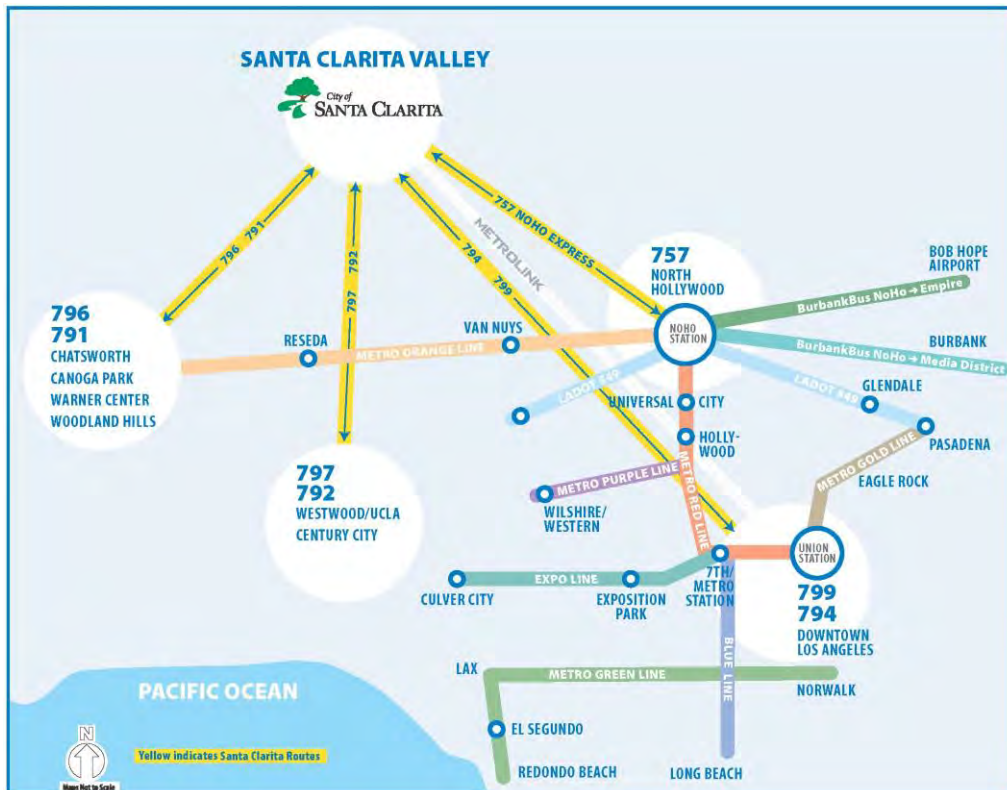 SANTA CLARITA VALLEY
City of
SANTA CLARITA
796 791
797 792
794 799
METROLINK
757 NOHO EXPRESS
757
NORTH
HOLLYWOOD
NOHO
STATION
BOB HOPE
AIRPORT
BurbankBus NoHo → Empire
BURBANK
BurbankBus NoHo → Media District
796
791
CHATSWORTH
CANOGA PARK
WARNER CENTER
WOODLAND HILLS
RESEDA
METRO ORANGE LINE
VAN NUYS
LADOT 549
UNIVERSAL CITY
HOLLY-
WOOD
LADOT 549
GLENDALE
PASADENA
METRO GOLD LINE
EAGLE ROCK
797
792
WESTWOOD/UCLA
CENTURY CITY
METRO PURPLE LINE
WILSHIRE/
WESTERN
METRO RED LINE
UNION
STATION
799
794
DOWNTOWN
LOS ANGELES
7TH/
METRO
STATION
EXPO LINE
CULVER CITY
EXPOSITION
PARK
BLUE LINE
LAX
METRO GREEN LINE
NORWALK
EL SEGUNDO
REDONDO BEACH
LONG BEACH
PACIFIC OCEAN
N
Maps Not to Scale
Yellow indicates Santa Clarita Routes